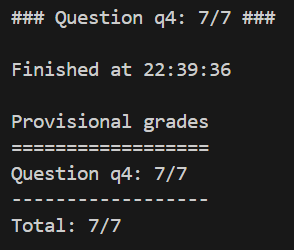 ### Question q4: 7/7 ###
Finished at 22:39:36
Provisional grades
==================
Question q4: 7/7
------------------
Total: 7/7